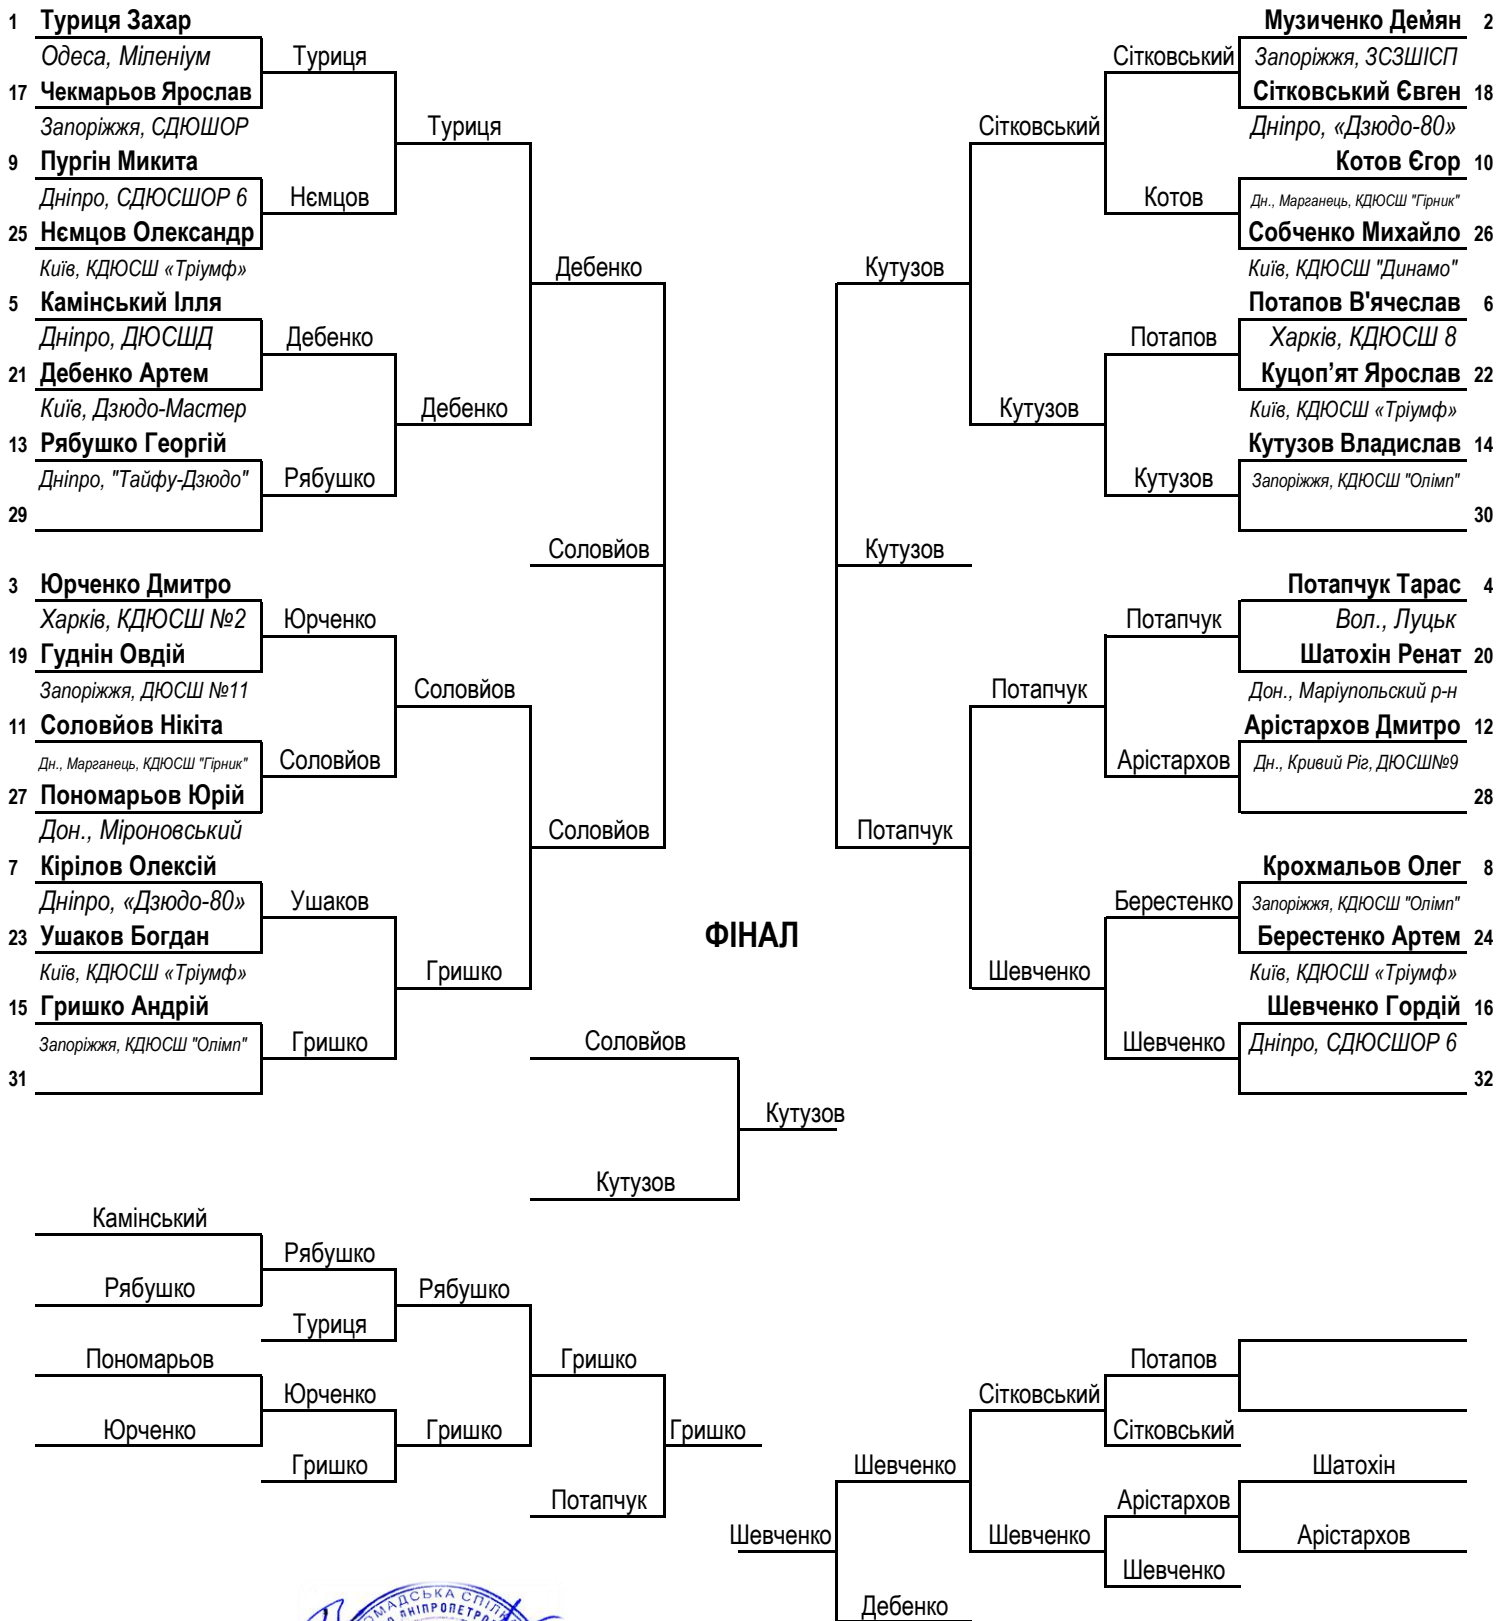 1 Туриця Захар
Одеса, Міленіум
17 Чекмарьов Ярослав
Запоріжжя, СДЮШОР
9 Пургін Микита
Дніпро, СДЮСШОР 6
25 Нємцов Олександр
Київ, КДЮСШ «Тріумф»
5 Камінський Ілля
Дніпро, ДЮСШД
21 Дебенко Артем
Київ, Дзюдо-Мастер
13 Рябушко Георгій
Дніпро, "Тайфу-Дзюдо"
29
3 Юрченко Дмитро
Харків, КДЮСШ №2
19 Гуднін Овдій
Запоріжжя, ДЮСШ №11
11 Соловйов Нікіта
Дн., Марганець, КДЮСШ "Гірник"
27 Пономарьов Юрій
Дон., Міроновський
7 Кірілов Олексій
Дніпро, «Дзюдо-80»
23 Ушаков Богдан
Київ, КДЮСШ «Тріумф»
15 Гришко Андрій
Запоріжжя, КДЮСШ "Олімп"
31
Туриця
Нємцов
Дебенко
Рябушко
Юрченко
Соловйов
Ушаков
Гришко
Туриця
Дебенко
Соловйов
Гришко
Дебенко
Соловйов
Соловйов
Музиченко Дем'ян 2
Запоріжжя, ЗСЗШІСП
Сітковський Євген 18
Дніпро, «Дзюдо-80»
Котов Єгор 10
Дн., Марганець, КДЮСШ "Гірник"
Собченко Михайло 26
Київ, КДЮСШ "Динамо"
Потапов В'ячеслав 6
Харків, КДЮСШ 8
Куцоп’ят Ярослав 22
Київ, КДЮСШ «Тріумф»
Кутузов Владислав 14
Запоріжжя, КДЮСШ "Олімп"
30
Потапчук Тарас 4
Вол., Луцьк
Шатохін Ренат 20
Дон., Маріупольский р-н
Арістархов Дмитро 12
Дн., Кривий Ріг, ДЮСШ№9
28
Крохмальов Олег 8
Запоріжжя, КДЮСШ "Олімп"
Берестенко Артем 24
Київ, КДЮСШ «Тріумф»
Шевченко Гордій 16
Дніпро, СДЮСШОР 6
32
Сітковський
Котов
Потапов
Кутузов
Потапчук
Арістархов
Берестенко
Шевченко
Сітковський
Кутузов
Потапчук
Шевченко
Кутузов
Потапчук
Кутузов
ФІНАЛ
Соловйов
Кутузов
Кутузов
Камінський
Рябушко
Пономарьов
Юрченко
Рябушко
Туриця
Юрченко
Гришко
Рябушко
Гришко
Гришко
Потапчук
Гришко
Потапов
Сітковський
Шатохін
Арістархов
Арістархов
Шевченко
Сітковський
Шевченко
Шевченко
Дебенко
Шевченко